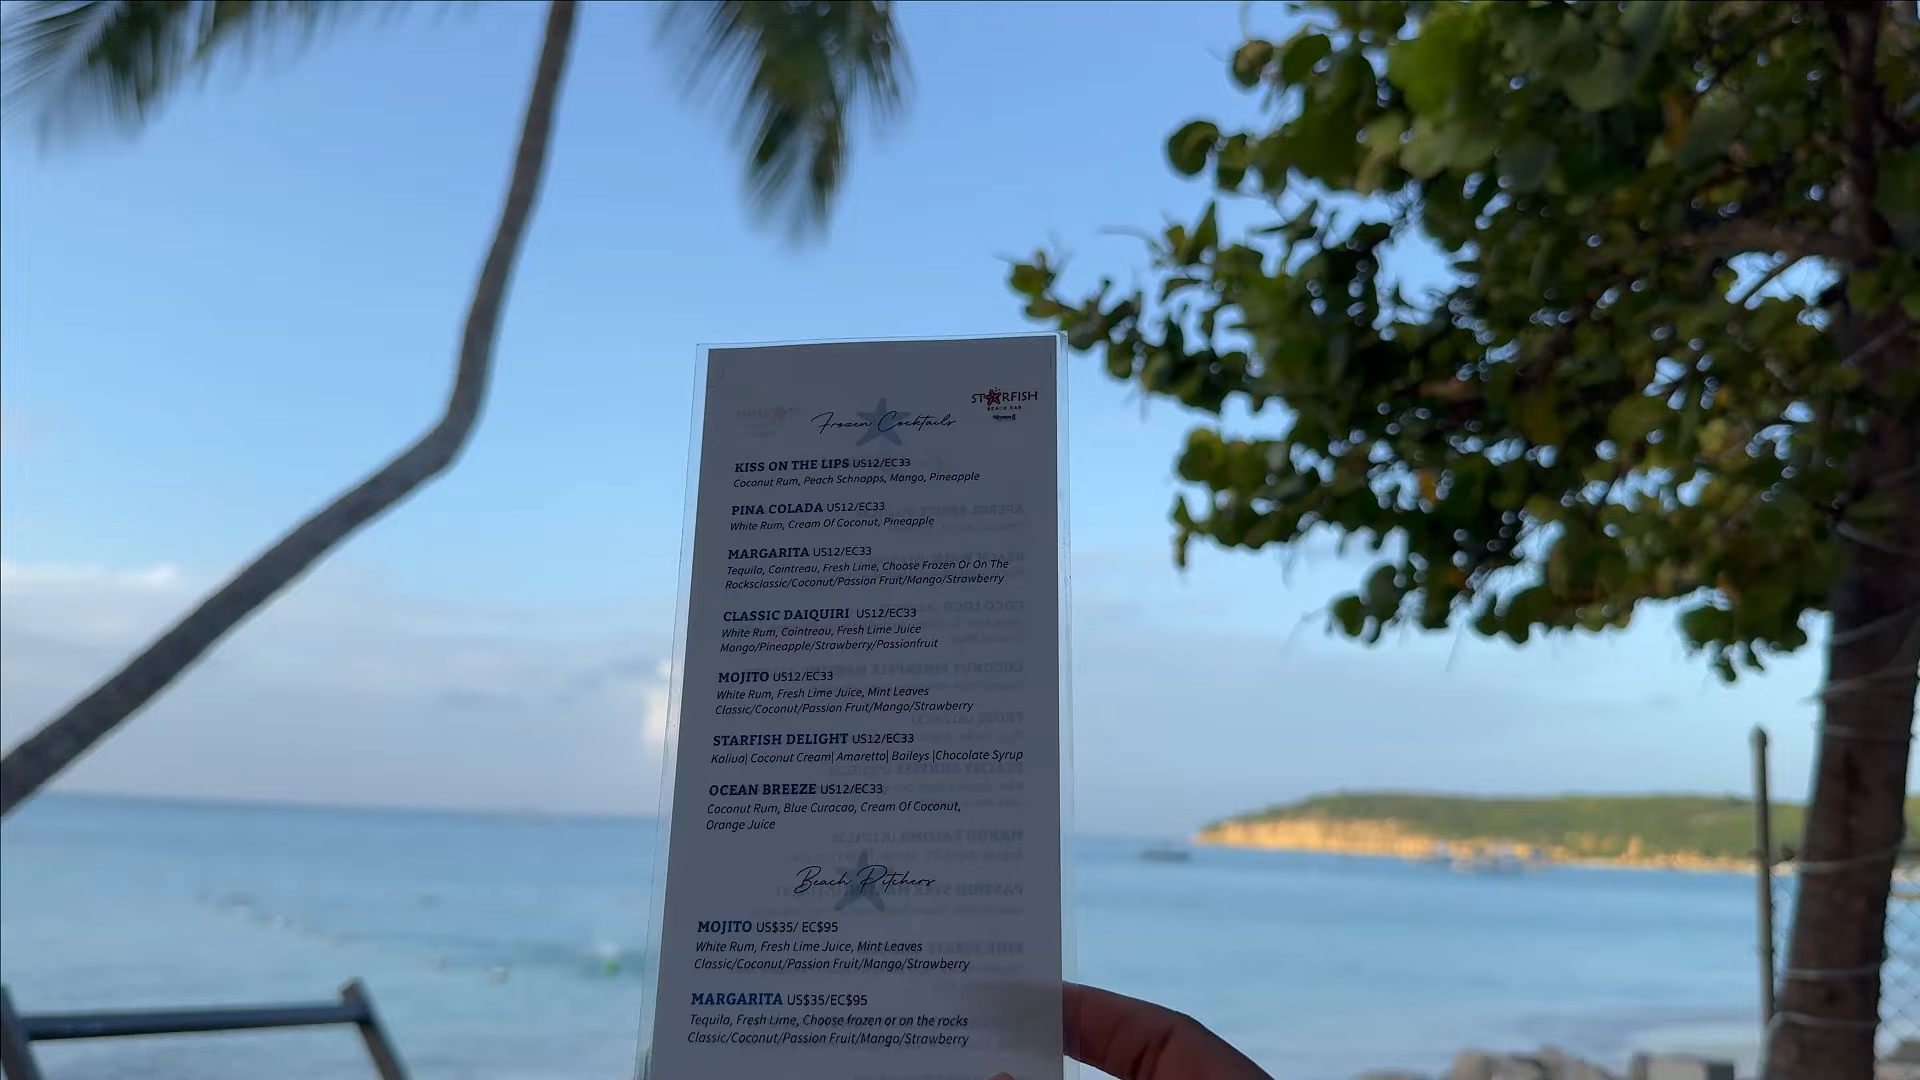 STARFISH
BEACH BAR
Frozen Cocktails
KISS ON THE LIPS US12/EC33
Coconut Rum, Peach Schnapps, Mango, Pineapple
PINA COLADA US12/EC33
White Rum, Cream Of Coconut, Pineapple
MARGARITA US12/EC33
Tequila, Cointreau, Fresh Lime, Choose Frozen Or On The
Rocksclassic/Coconut/Passion Fruit/Mango/Strawberry
CLASSIC DAIQUIRI US12/EC33
White Rum, Cointreau, Fresh Lime Juice
Mango/Pineapple/Strawberry/Passionfruit
MOJITO US12/EC33
White Rum, Fresh Lime Juice, Mint Leaves
Classic/Coconut/Passion Fruit/Mango/Strawberry
STARFISH DELIGHT US12/EC33
Kaliua| Coconut Cream| Amaretto| Baileys |Chocolate Syrup
OCEAN BREEZE US12/EC33
Coconut Rum, Blue Curacao, Cream Of Coconut,
Orange Juice
Beach Pitchers
MOJITO US$35/ EC$95
White Rum, Fresh Lime Juice, Mint Leaves
Classic/Coconut/Passion Fruit/Mango/Strawberry
MARGARITA US$35/EC$95
Tequila, Fresh Lime, Choose frozen or on the rocks
Classic/Coconut/Passion Fruit/Mango/Strawberry